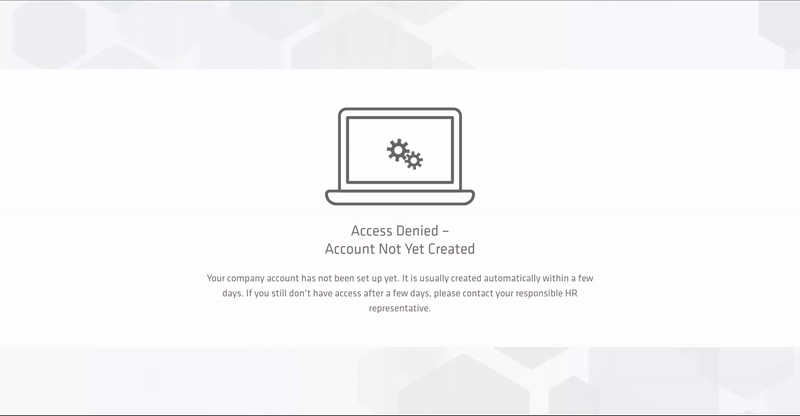 Access Denied –
Account Not Yet Created
Your company account has not been set up yet. It is usually created automatically within a few
days. If you still don't have access after a few days, please contact your responsible HR
representative.